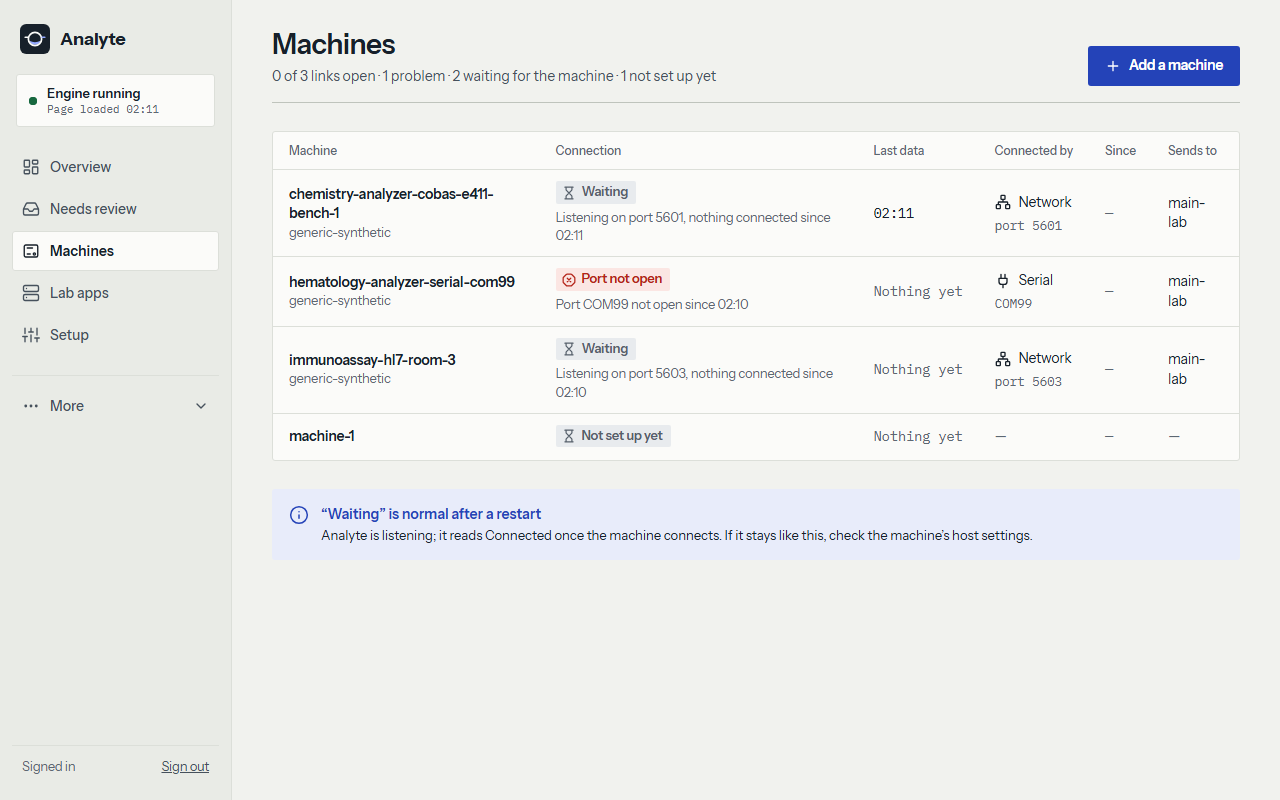 Analyte
Engine running
Page loaded 02:11
Overview
Needs review
Machines
Lab apps
Setup
More
Signed in
Sign out
Machines
0 of 3 links open · 1 problem · 2 waiting for the machine · 1 not set up yet
Add a machine
Machine Connection Last data Connected by Since Sends to
chemistry-analyzer-cobas-e411-
bench-1
generic-synthetic
Waiting
Listening on port 5601, nothing connected since
02:11
02:11
Network
port 5601
—
main-
lab
hematology-analyzer-serial-com99
generic-synthetic
Port not open
Port COM99 not open since 02:10
Nothing yet
Serial
COM99
—
main-
lab
immunoassay-hl7-room-3
generic-synthetic
Waiting
Listening on port 5603, nothing connected since
02:10
Nothing yet
Network
port 5603
—
main-
lab
machine-1
Not set up yet
Nothing yet
—
—
—
“Waiting” is normal after a restart
Analyte is listening; it reads Connected once the machine connects. If it stays like this, check the machine’s host settings.